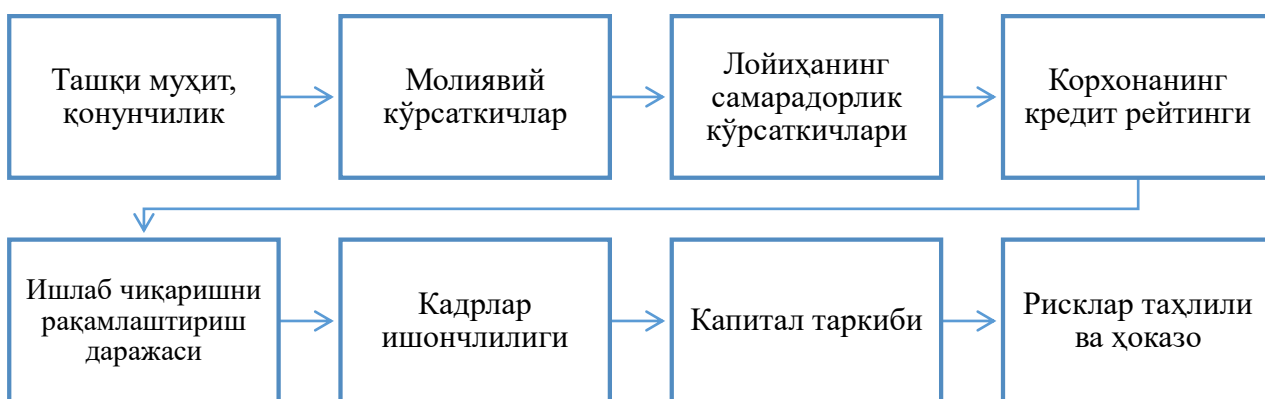 Ташқи муҳит,
қонунчилик
Молиявий
кўрсаткичлар
Лойиҳанинг
самарадорлик
кўрсаткичлари
Корхонанинг
кредит рейтинги
Ишлаб чиқаришни
рақамлаштириш
даражаси
Кадрлар
ишончлилиги
Капитал таркиби
Рисклар таҳлили
ва ҳоказо